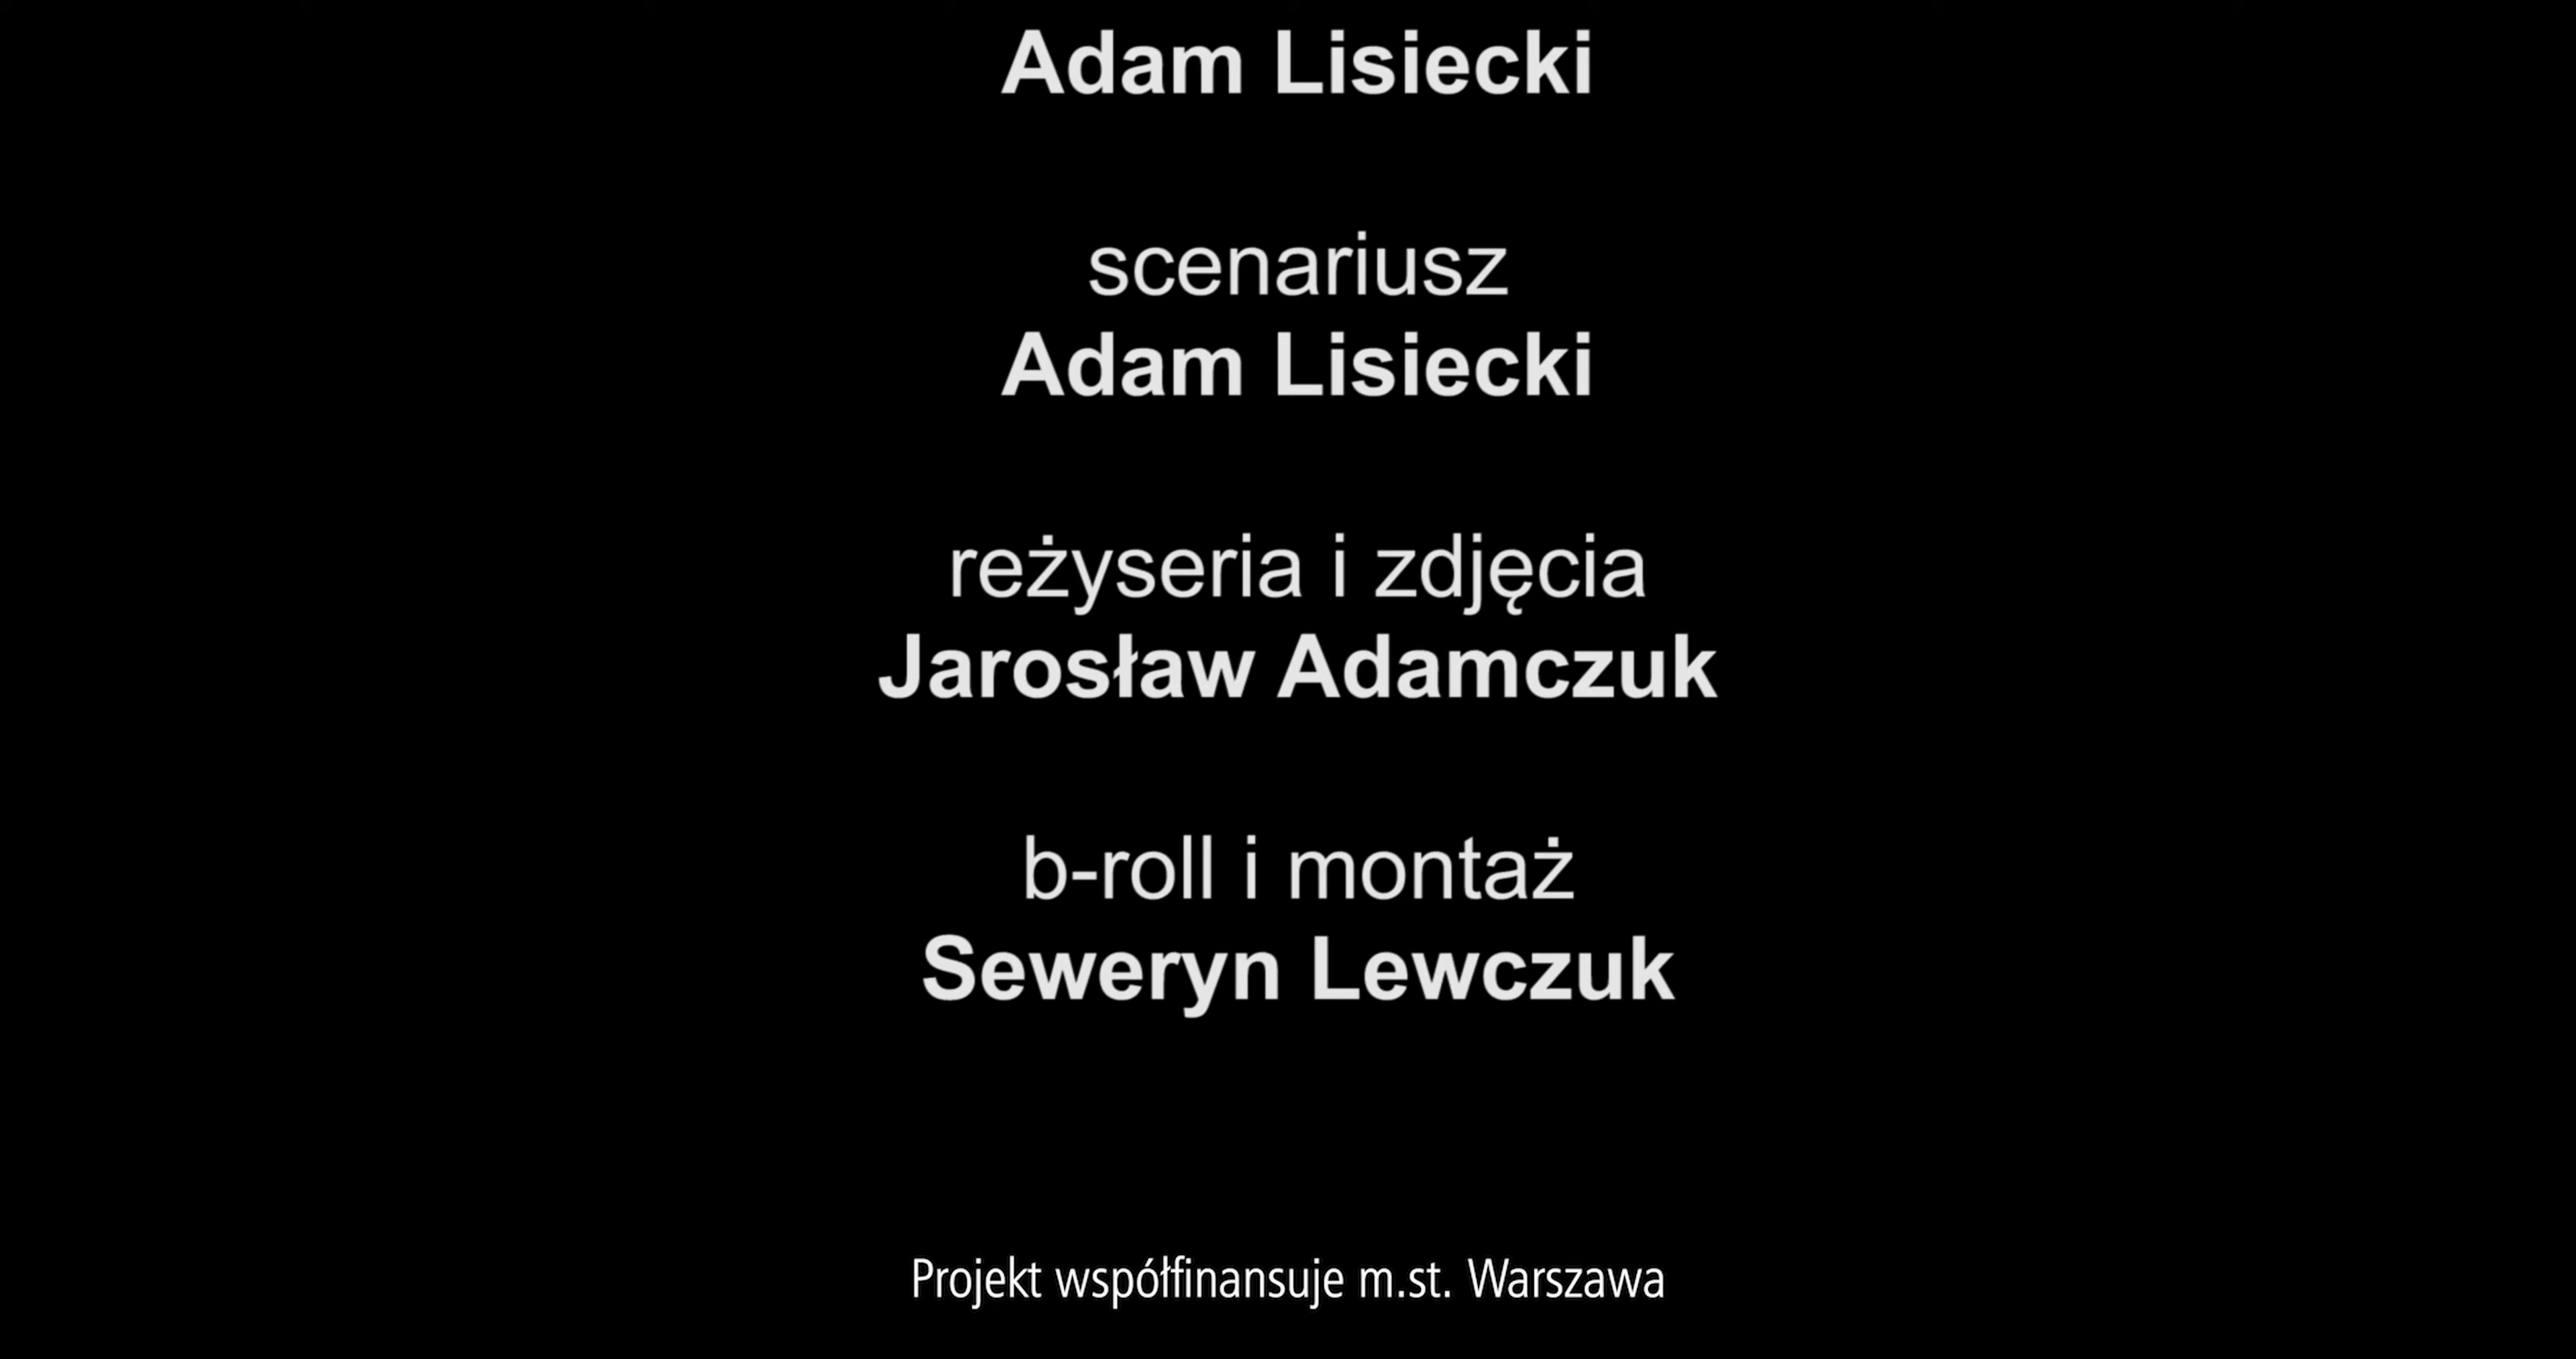 Adam Lisiecki
scenariusz
Adam Lisiecki
reżyseria i zdjęcia
Jarosław Adamczuk
b-roll i montaż
Seweryn Lewczuk
Projekt współfinansuje m.st. Warszawa